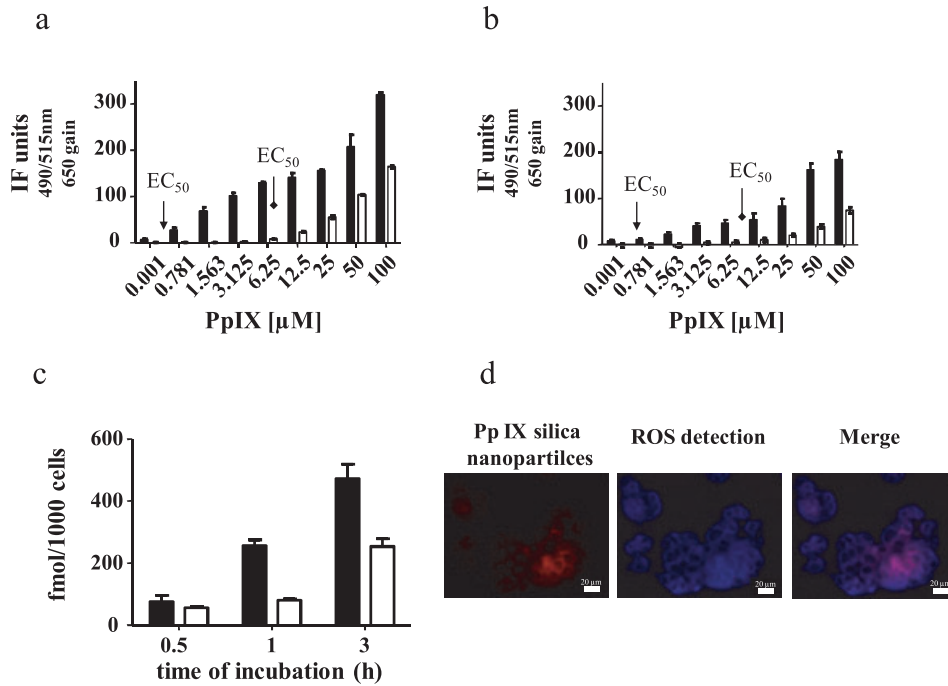 a
IF units
490/515nm
650 gain
300
200
100
0
EC50
EC50
0.001
0.781
1.563
3.125
6.25
12.5
25
50
100
PpIX [µM]
b
IF units
490/515nm
650 gain
300
200
100
0
EC50
EC50
0.001
0.781
1.563
3.125
6.25
12.5
25
50
100
PpIX [µM]
c
fmol/1000 cells
600
400
200
0
0.5
1
3
time of incubation (h)
d
Pp IX silica
nanopartilces
ROS detection
Merge
20 µm
20 µm
20 µm